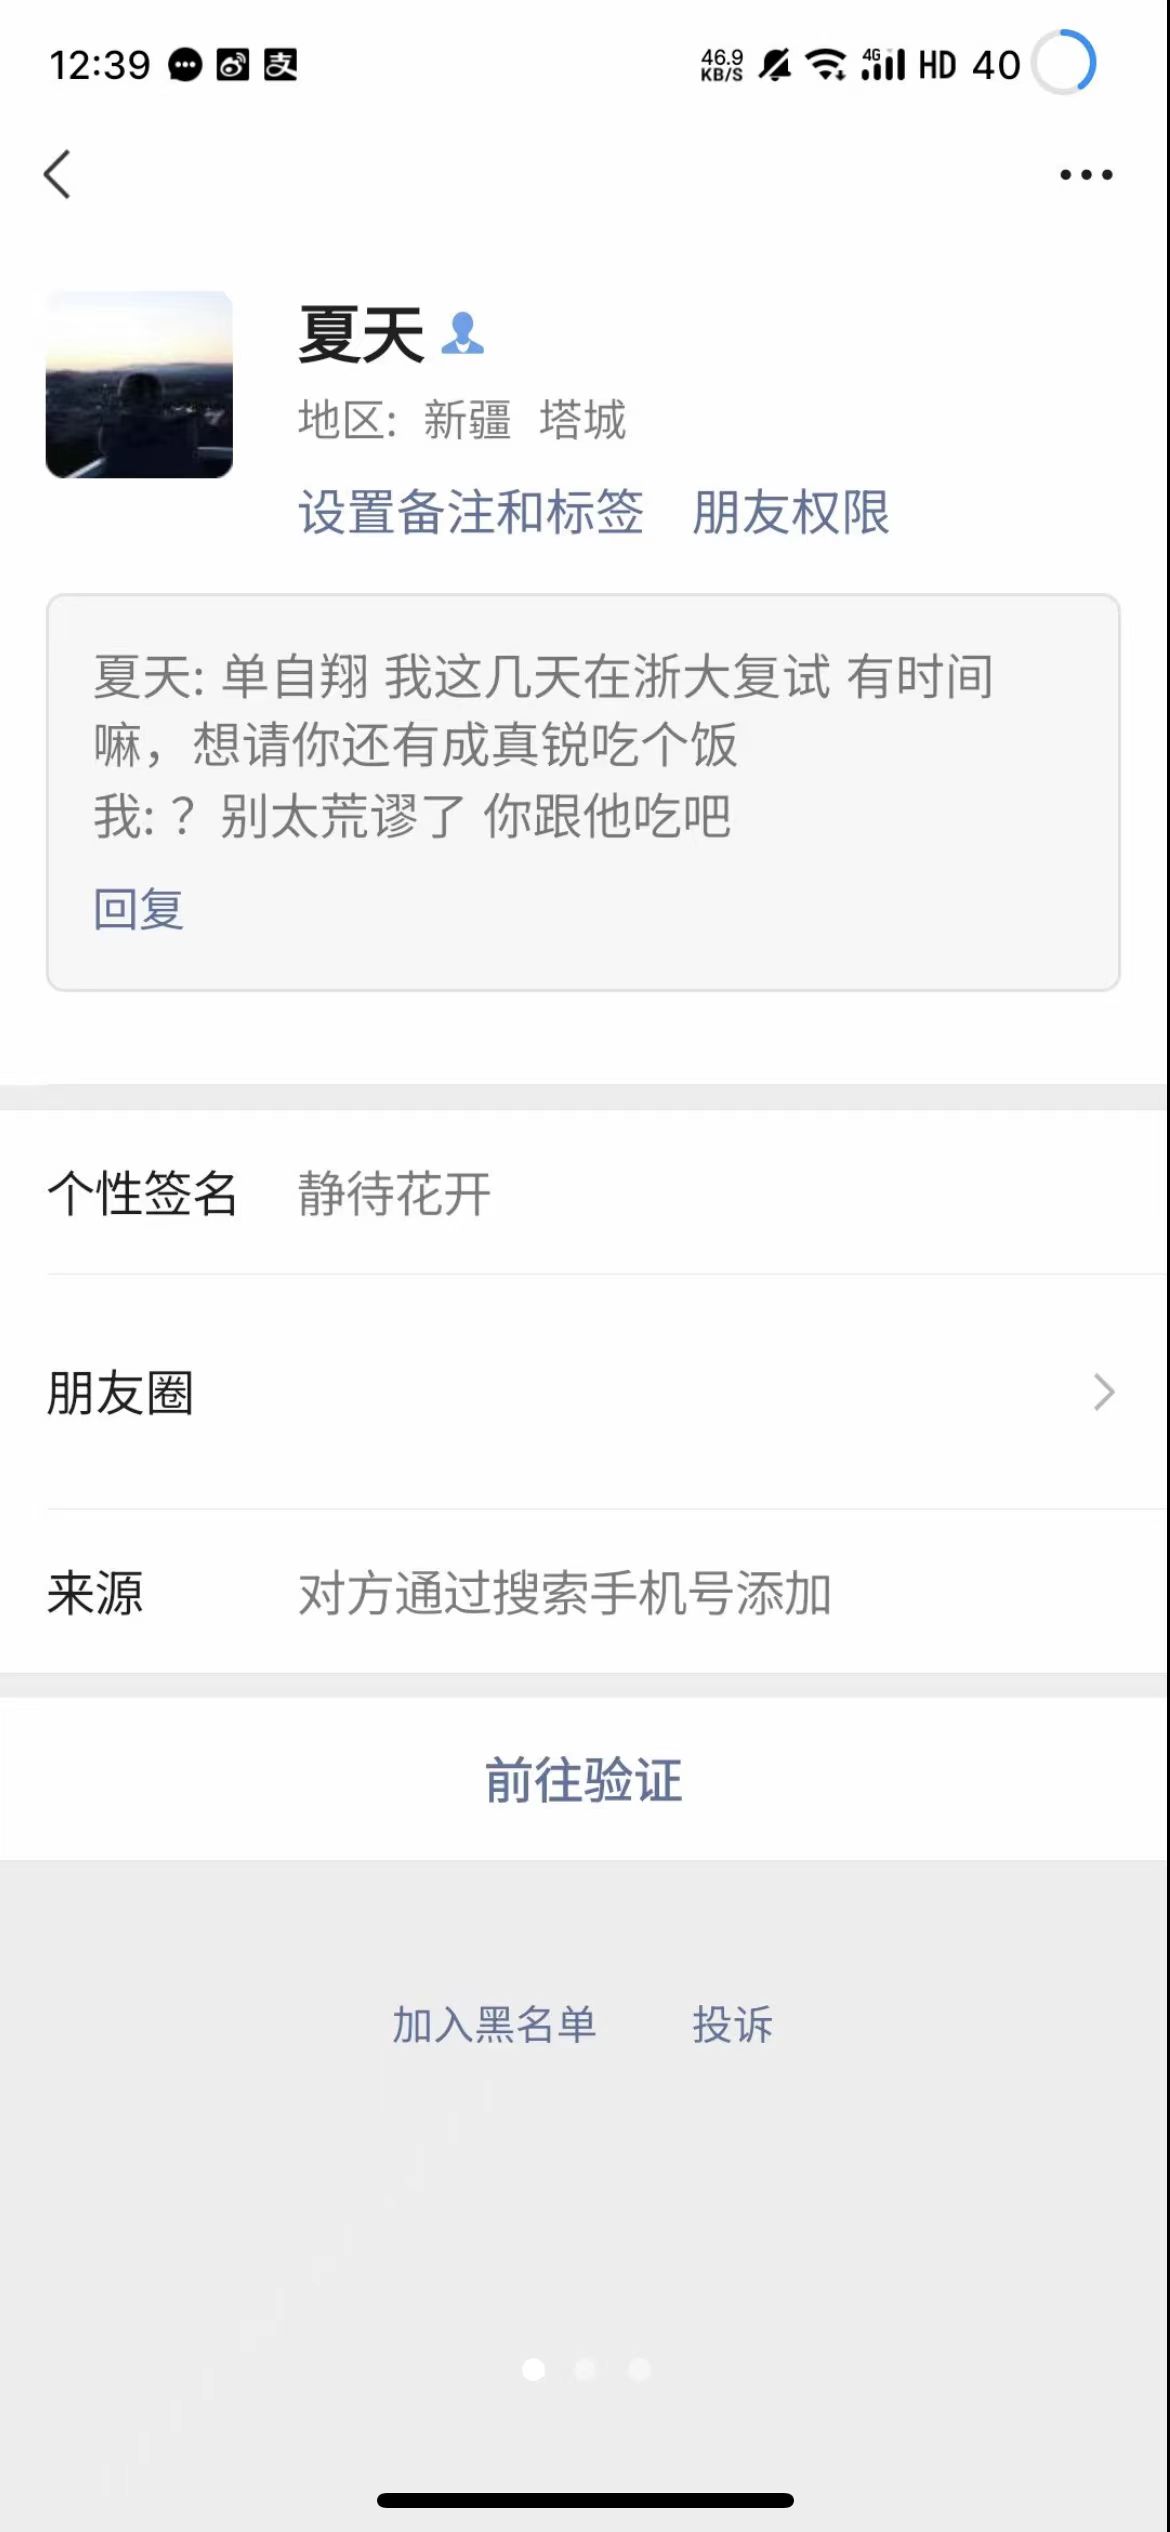 12:39
支
46.9 KB/S 4G HD 40
夏天
地区: 新疆 塔城
设置备注和标签 朋友权限
夏天: 单自翔 我这几天在浙大复试 有时间
嘛，想请你还有成真锐吃个饭
我: ？别太荒谬了 你跟他吃吧
回复
个性签名 静待花开
朋友圈
来源 对方通过搜索手机号添加
前往验证
加入黑名单 投诉